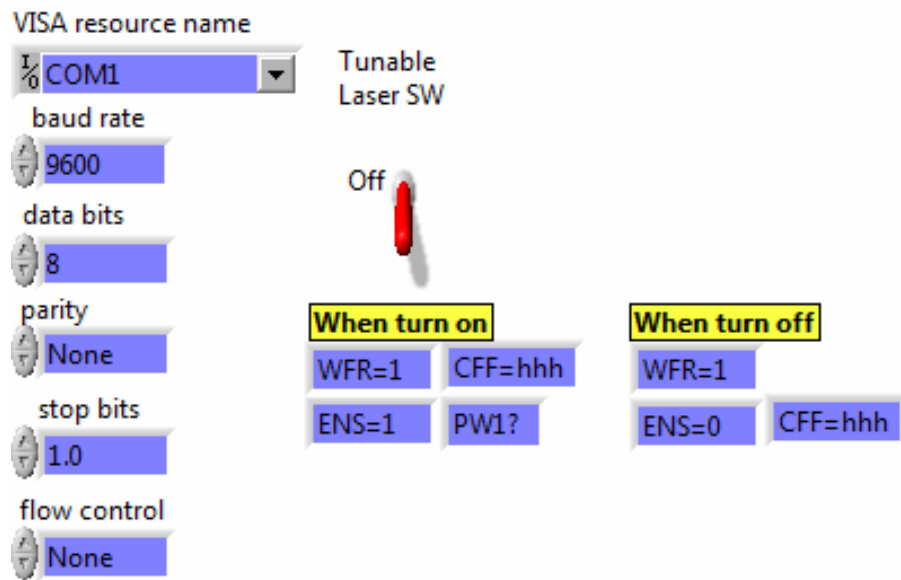 VISA resource name
I/O COM1
baud rate
9600
data bits
8
parity
None
stop bits
1.0
flow control
None
Tunable
Laser SW
Off
When turn on
WFR=1 CFF=hhh
ENS=1 PW1?
When turn off
WFR=1
ENS=0 CFF=hhh